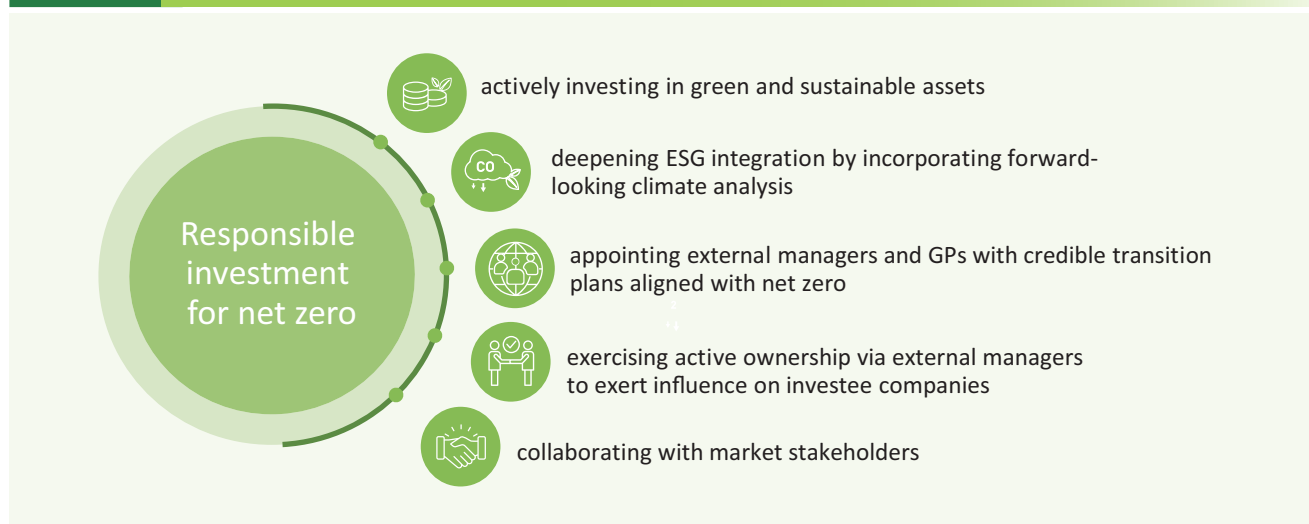 Responsible
investment
for net zero
actively investing in green and sustainable assets
CO
deepening ESG integration by incorporating forward-
looking climate analysis
appointing external managers and GPs with credible transition
plans aligned with net zero
exercising active ownership via external managers
to exert influence on investee companies
collaborating with market stakeholders